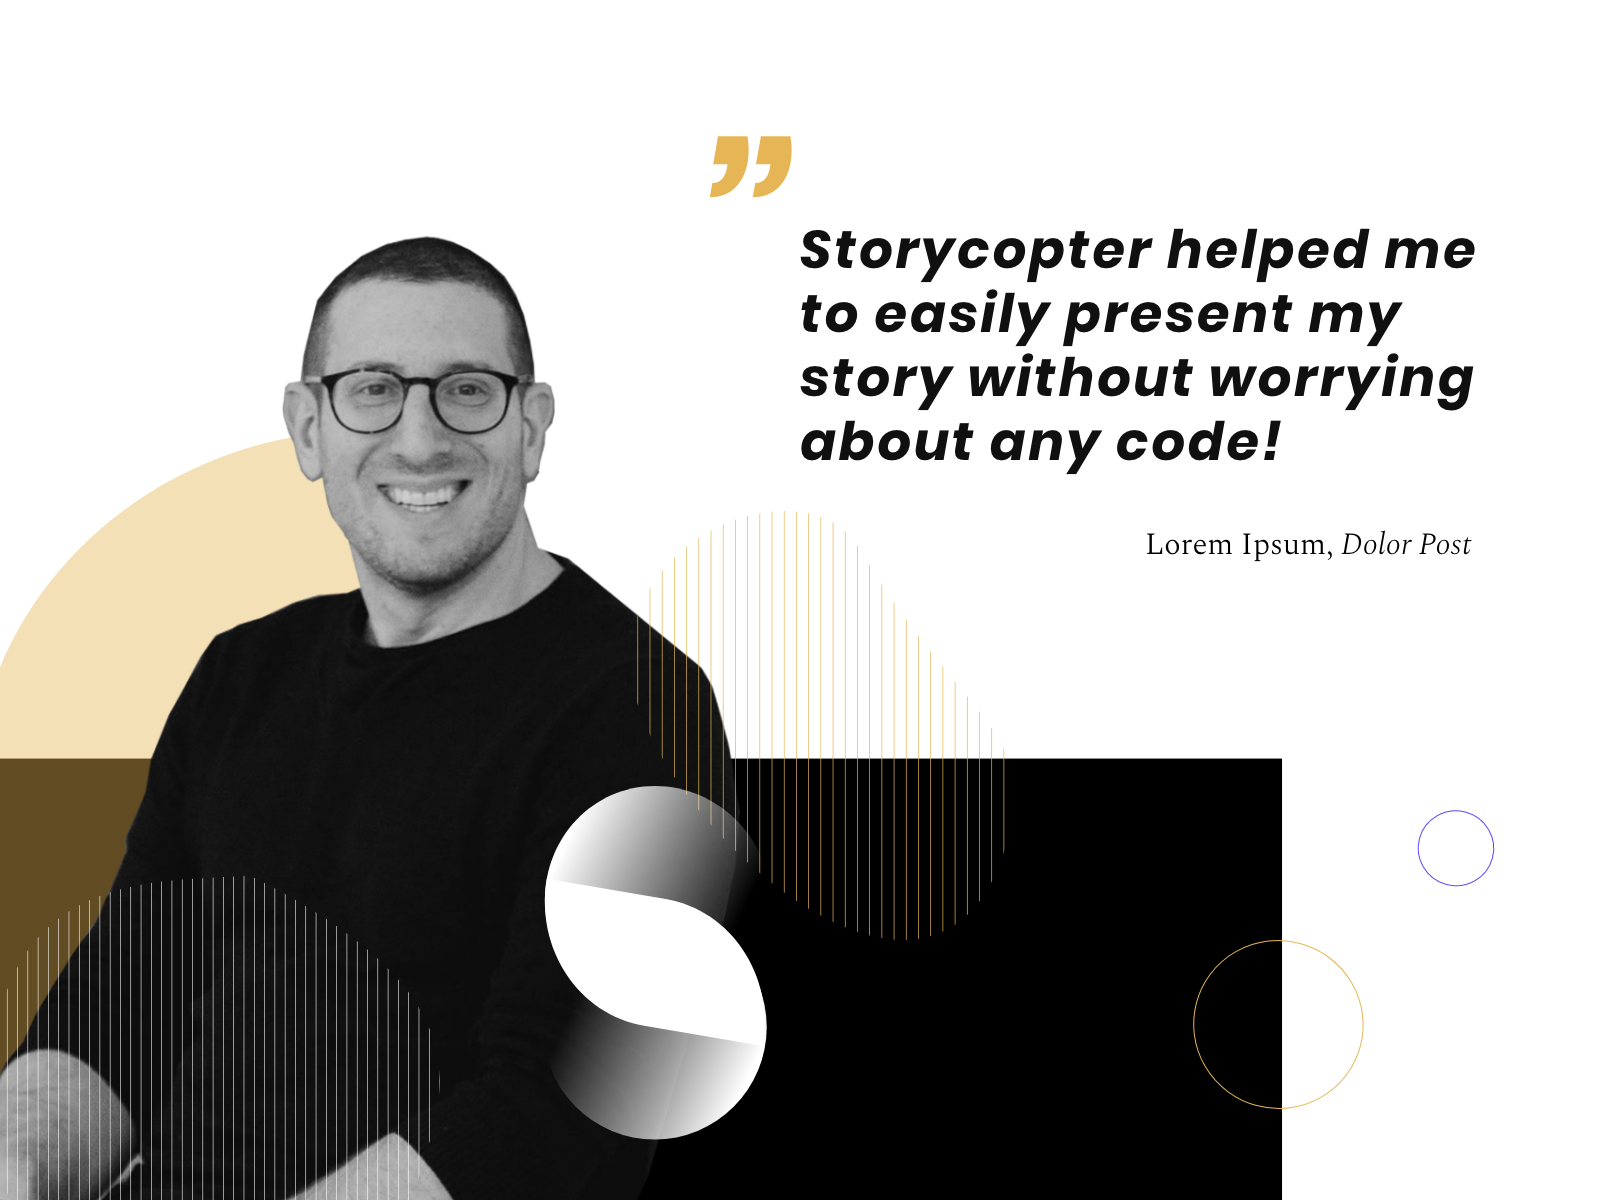 ”
Storycopter helped me
to easily present my
story without worrying
about any code!
Lorem Ipsum, Dolor Post